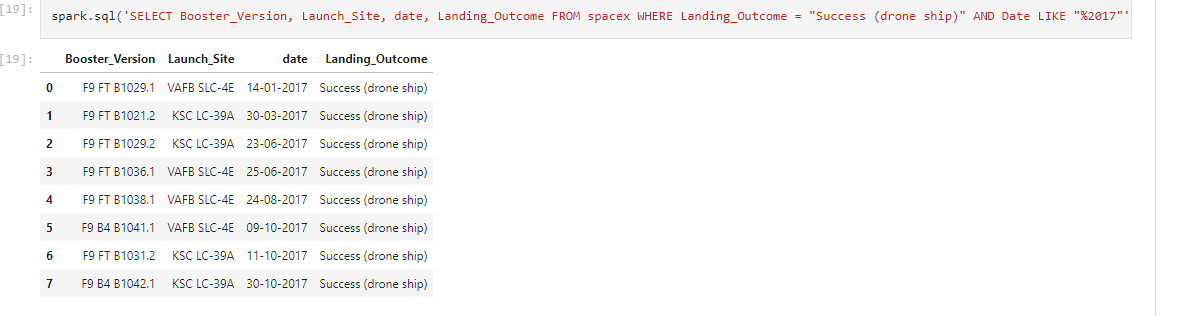 [19]: spark.sql('SELECT Booster_Version, Launch_Site, date, Landing_Outcome FROM spacex WHERE Landing_Outcome = "Success (drone ship)" AND Date LIKE "%2017"'
[19]: Booster_Version Launch_Site date Landing_Outcome
0 F9 FT B1029.1 VAFB SLC-4E 14-01-2017 Success (drone ship)
1 F9 FT B1021.2 KSC LC-39A 30-03-2017 Success (drone ship)
2 F9 FT B1029.2 KSC LC-39A 23-06-2017 Success (drone ship)
3 F9 FT B1036.1 VAFB SLC-4E 25-06-2017 Success (drone ship)
4 F9 FT B1038.1 VAFB SLC-4E 24-08-2017 Success (drone ship)
5 F9 B4 B1041.1 VAFB SLC-4E 09-10-2017 Success (drone ship)
6 F9 FT B1031.2 KSC LC-39A 11-10-2017 Success (drone ship)
7 F9 B4 B1042.1 KSC LC-39A 30-10-2017 Success (drone ship)